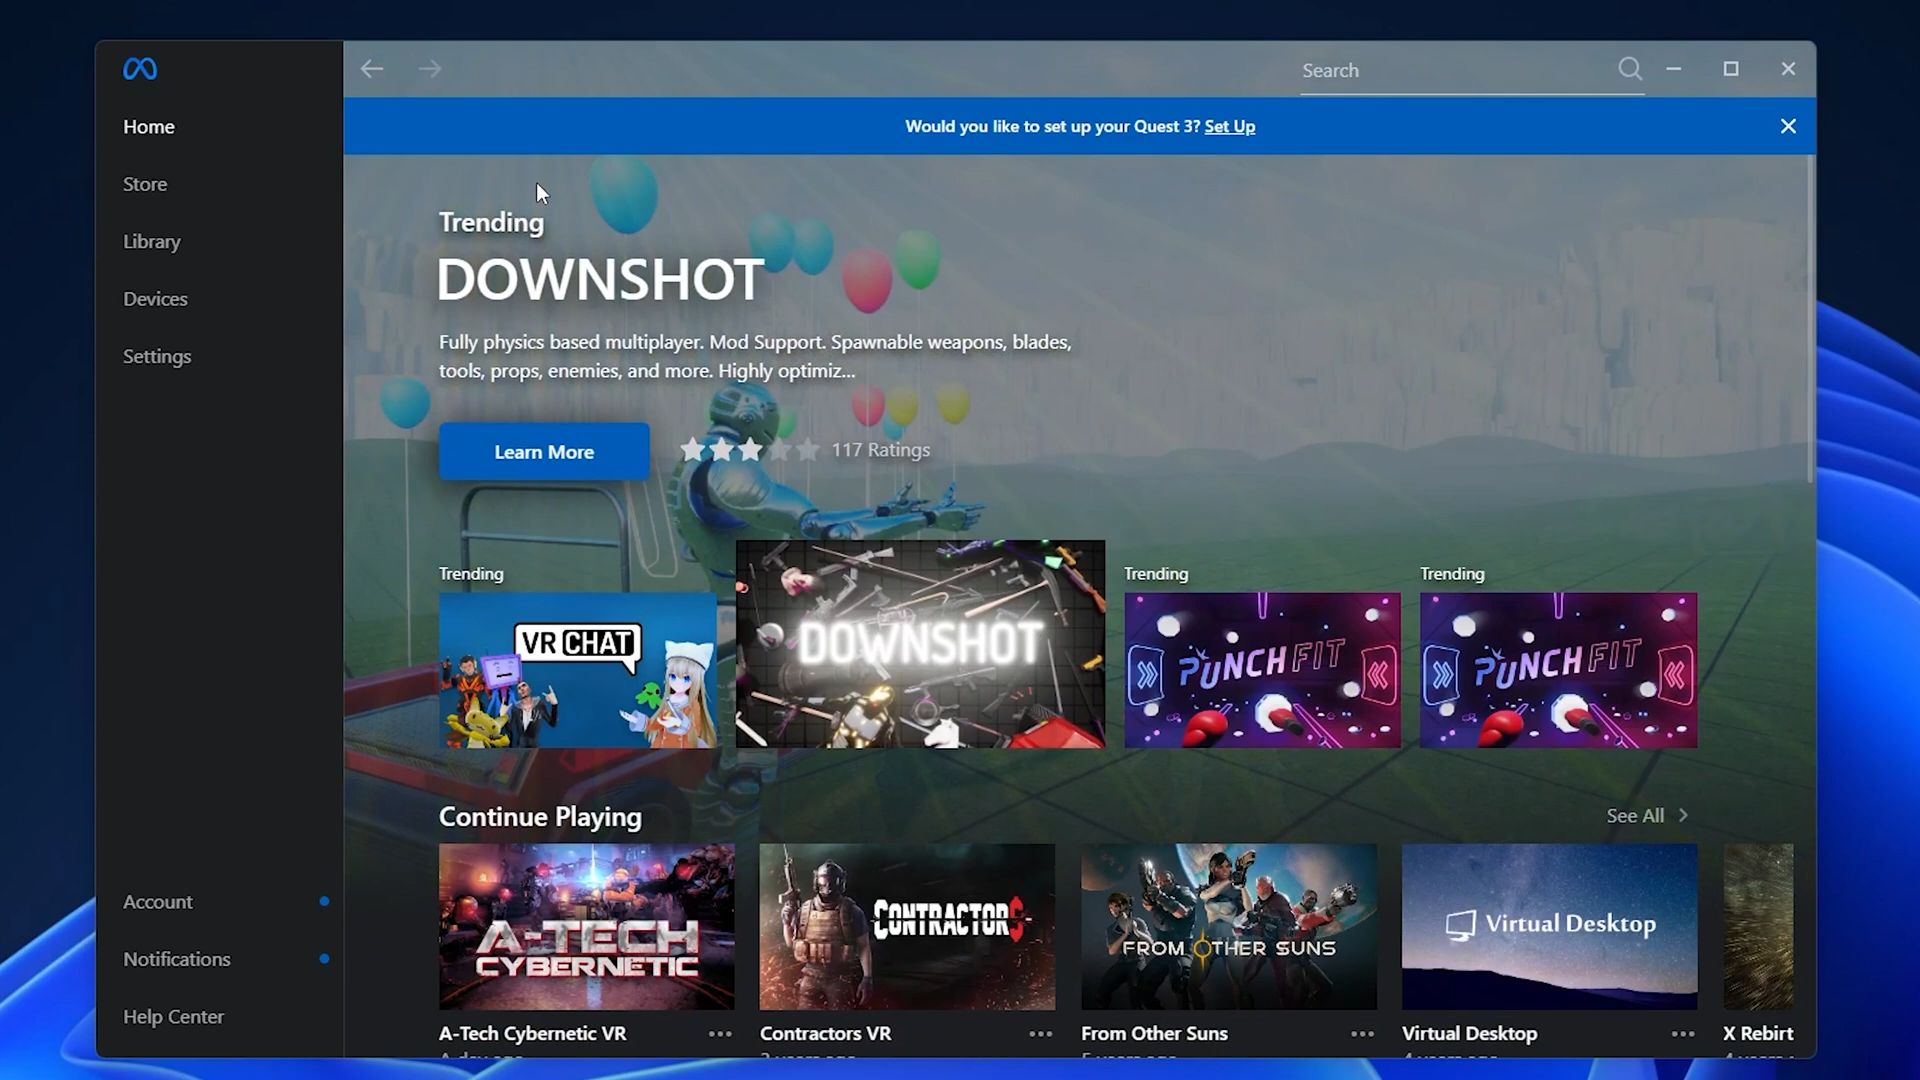 Search
Would you like to set up your Quest 3? Set Up
Home
Store
Library
Devices
Settings
Account
Notifications
Help Center
Trending
DOWNSHOT
Fully physics based multiplayer. Mod Support. Spawnable weapons, blades,
tools, props, enemies, and more. Highly optimiz...
Learn More
117 Ratings
Trending
Trending
Trending
VRCHAT
DOWNSHOT
PUNCH FIT
PUNCH FIT
Continue Playing
See All
A-TECH
CYBERNETIC
CONTRACTORS
FROM OTHER SUNS
Virtual Desktop
A-Tech Cybernetic VR
Contractors VR
From Other Suns
Virtual Desktop
X Rebirt